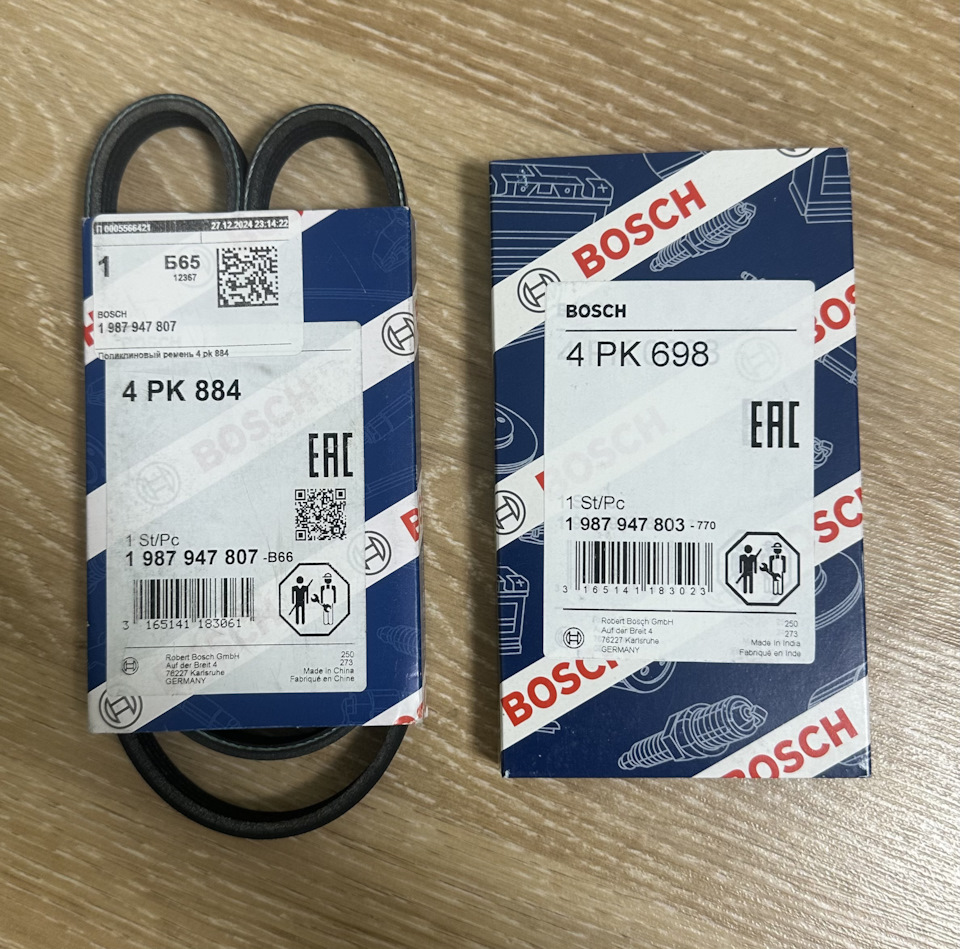 П 0005566421
27.12.2024 23:14:22
1
Б65
12367
BOSCH
1 987 947 807
Поликлиновый ремень 4 pk 884
4 PK 884
BOSCH
EAC
1 St/Pc
1 987 947 807 -B66
3 165141 183061
Robert Bosch GmbH
Auf der Breit 4
76227 Karlsruhe
GERMANY
250
273
Made in China
Fabriqué en Chine
BOSCH
BOSCH
4 PK 698
BOSCH
EAC
1 St/Pc
1 987 947 803 -770
3 165141 183023
Robert Bosch GmbH
Auf der Breit 4
76227 Karlsruhe
GERMANY
250
273
Made in India
Fabriqué en Inde
BOSCH
BOSCH